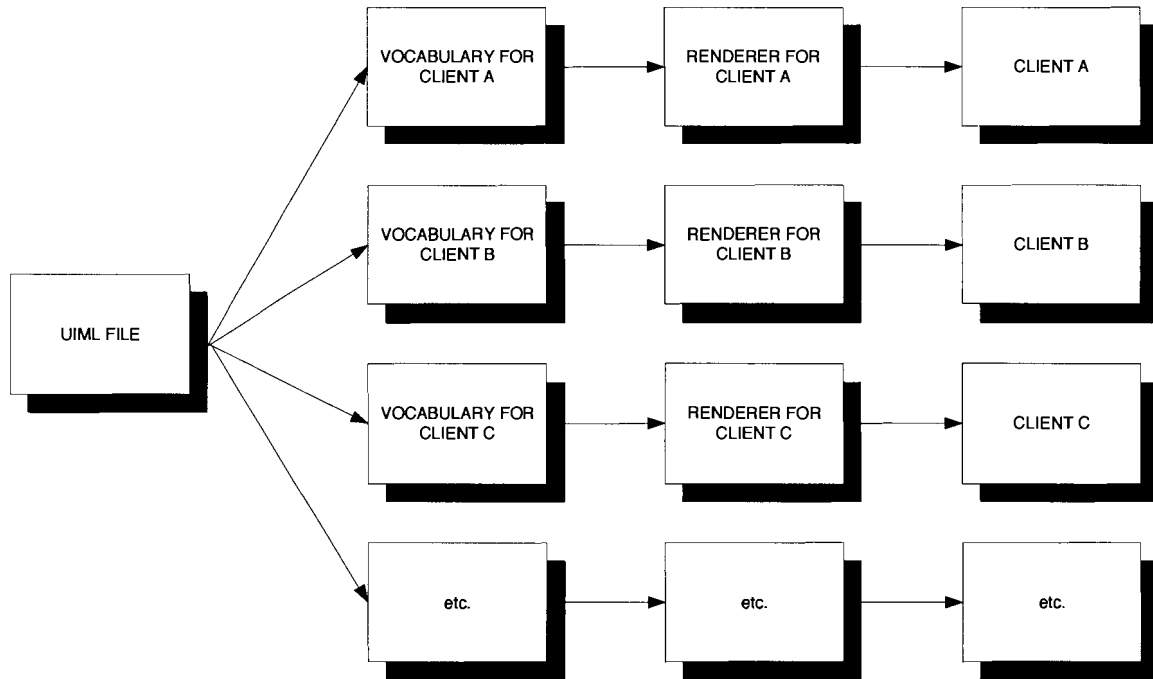 VOCABULARY FOR
CLIENT A
RENDERER FOR
CLIENT A
CLIENT A
VOCABULARY FOR
CLIENT B
RENDERER FOR
CLIENT B
CLIENT B
UIML FILE
VOCABULARY FOR
CLIENT C
RENDERER FOR
CLIENT C
CLIENT C
etc.
etc.
etc.